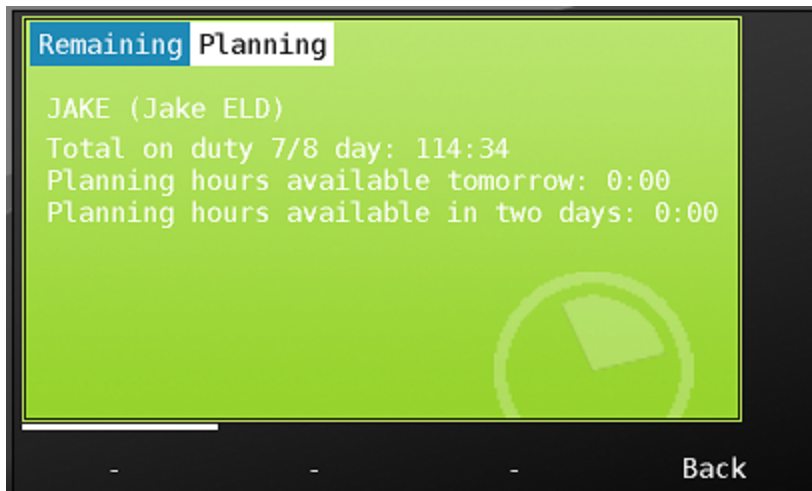 Remaining Planning
JAKE (Jake ELD)
Total on duty 7/8 day: 114:34
Planning hours available tomorrow: 0:00
Planning hours available in two days: 0:00
- - - Back